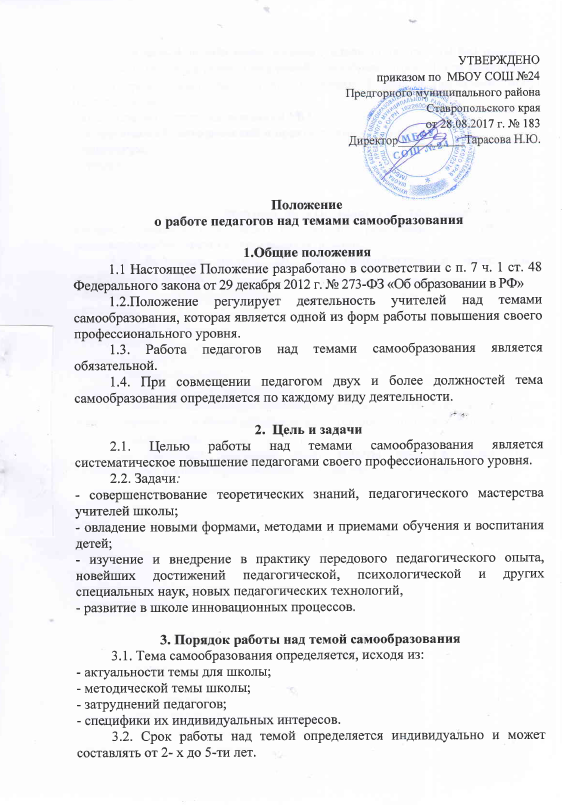 УТВЕРЖДЕНО
приказом по МБОУ СОШ №24
Предгорного муниципального района
Ставропольского края
от 28.08.2017 г. № 183
Директор__________Тарасова Н.Ю.
МБОУ
СОШ №24
Положение
о работе педагогов над темами самообразования
1.Общие положения
1.1 Настоящее Положение разработано в соответствии с п. 7 ч. 1 ст. 48
Федерального закона от 29 декабря 2012 г. № 273-ФЗ «Об образовании в РФ»
1.2.Положение регулирует деятельность учителей над темами
самообразования, которая является одной из форм работы повышения своего
профессионального уровня.
1.3. Работа педагогов над темами самообразования является
обязательной.
1.4. При совмещении педагогом двух и более должностей тема
самообразования определяется по каждому виду деятельности.
2. Цель и задачи
2.1. Целью работы над темами самообразования является
систематическое повышение педагогами своего профессионального уровня.
2.2. Задачи:
- совершенствование теоретических знаний, педагогического мастерства
учителей школы;
- овладение новыми формами, методами и приемами обучения и воспитания
детей;
- изучение и внедрение в практику передового педагогического опыта,
новейших достижений педагогической, психологической и других
специальных наук, новых педагогических технологий,
- развитие в школе инновационных процессов.
3. Порядок работы над темой самообразования
3.1. Тема самообразования определяется, исходя из:
- актуальности темы для школы;
- методической темы школы;
- затруднений педагогов;
- специфики их индивидуальных интересов.
3.2. Срок работы над темой определяется индивидуально и может
составлять от 2- х до 5-ти лет.